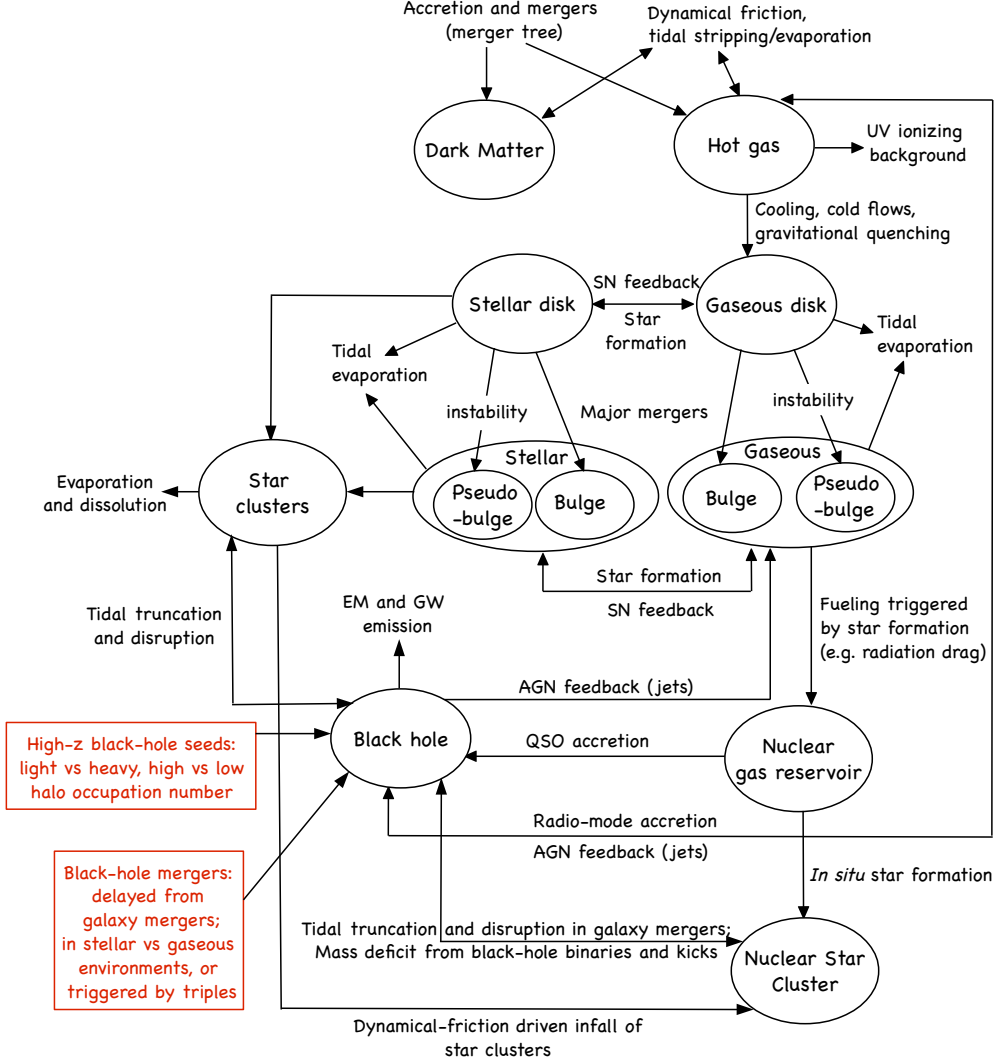 Accretion and mergers
(merger tree)
Dynamical friction,
tidal stripping/evaporation
Dark Matter
Hot gas
UV ionizing
background
Cooling, cold flows,
gravitational quenching
Stellar disk
SN feedback
Star
formation
Gaseous disk
Tidal
evaporation
Tidal
evaporation
instability
Major mergers
instability
Stellar
Pseudo
-bulge
Bulge
Gaseous
Bulge
Pseudo
-bulge
Evaporation
and dissolution
Star
clusters
Star formation
SN feedback
Tidal truncation
and disruption
EM and GW
emission
Fueling triggered
by star formation
(e.g. radiation drag)
AGN feedback (jets)
High-z black-hole seeds:
light vs heavy, high vs low
halo occupation number
Black hole
QSO accretion
Nuclear
gas reservoir
Radio-mode accretion
AGN feedback (jets)
Black-hole mergers:
delayed from
galaxy mergers;
in stellar vs gaseous
environments, or
triggered by triples
In situ star formation
Tidal truncation and disruption in galaxy mergers;
Mass deficit from black-hole binaries and kicks
Nuclear Star
Cluster
Dynamical-friction driven infall of
star clusters